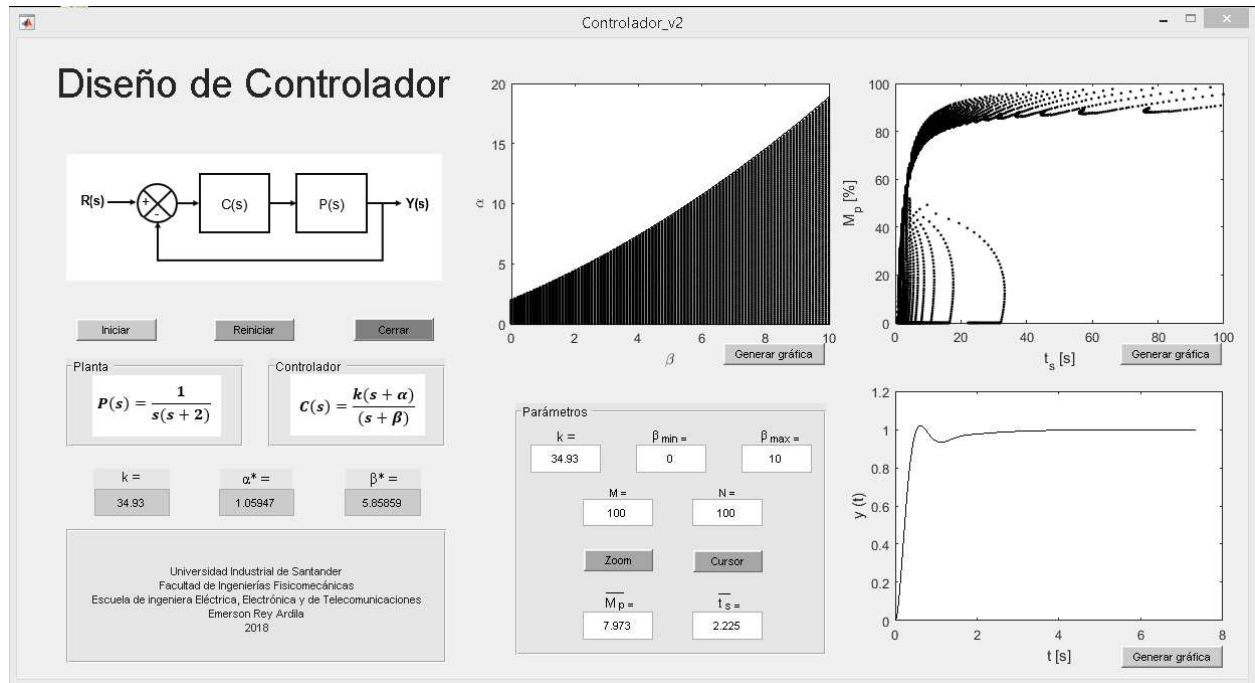 Controlador_v2
Diseño de Controlador
R(s)
+
-
C(s)
P(s)
Y(s)
Iniciar
Reiniciar
Cerrar
Planta
P(s) = 1 / s(s + 2)
Controlador
C(s) = k(s + α) / (s + β)
k =
34.93
α* =
1.05947
β* =
5.85859
Universidad Industrial de Santander
Facultad de Ingenierías Fisicomecánicas
Escuela de ingeniera Eléctrica, Electrónica y de Telecomunicaciones
Emerson Rey Ardila
2018
20
15
10
5
0
α
0 2 4 6 8 10
β
Generar gráfica
Parámetros
k =
34.93
β min =
0
β max =
10
M =
100
N =
100
Zoom
Cursor
Mp =
7.973
ts =
2.225
100
80
60
40
20
0
Mp [%]
0 20 40 60 80 100
ts [s]
Generar gráfica
1.2
1
0.8
0.6
0.4
0.2
0
y (t)
0 2 4 6 8
t [s]
Generar gráfica